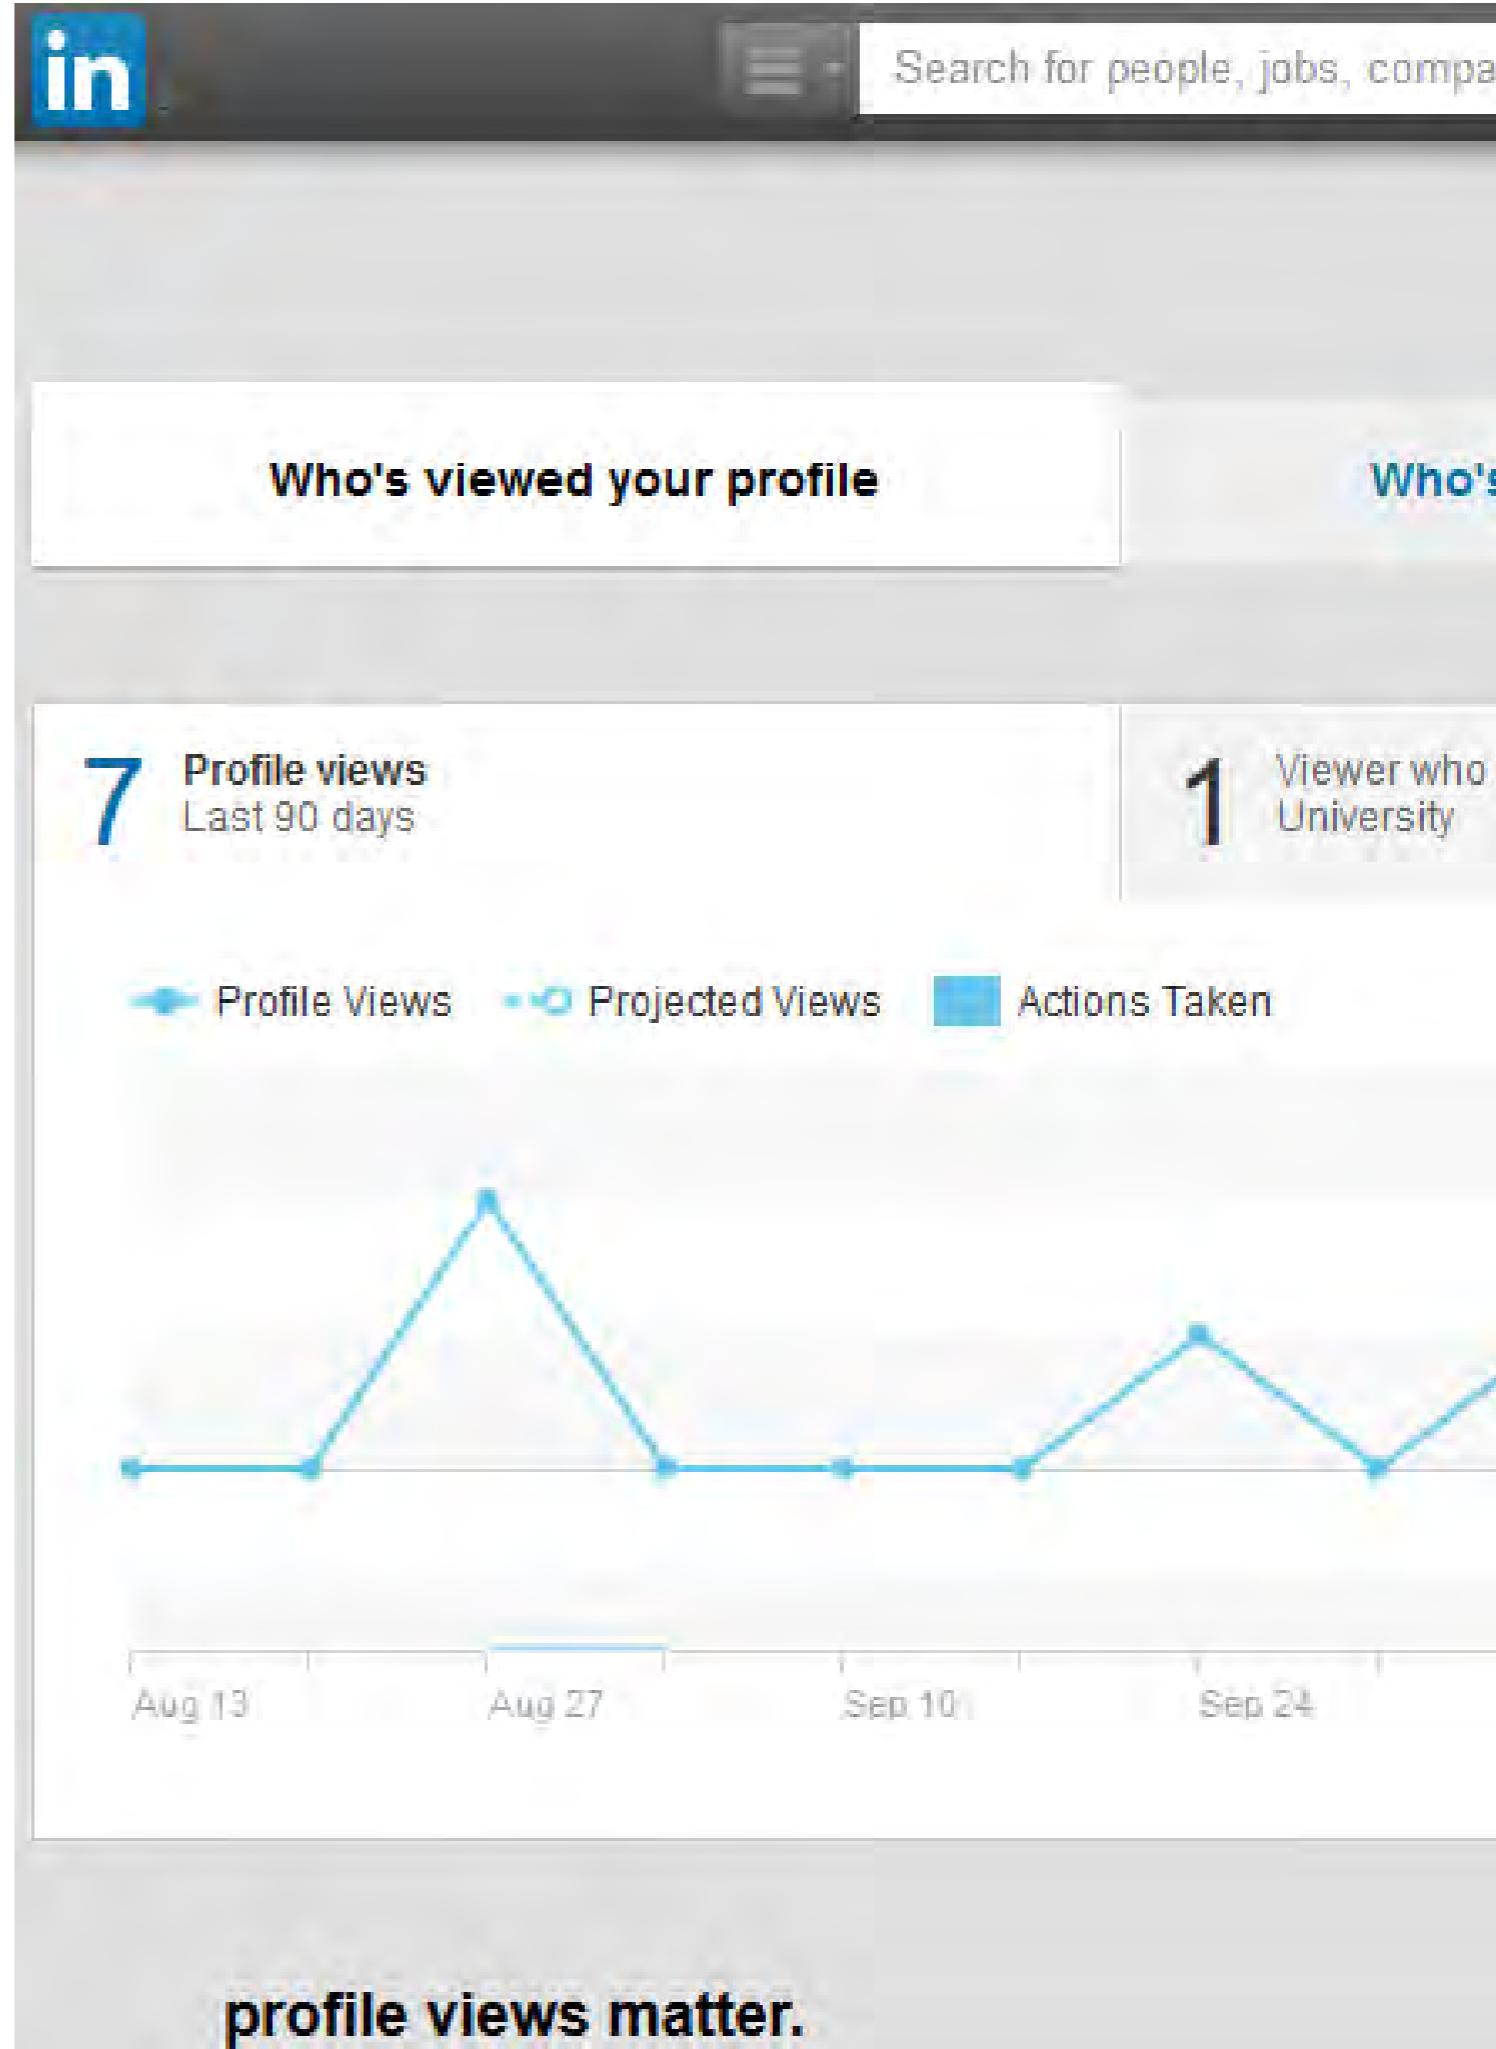 in
Search for people, jobs, compa
Who's viewed your profile
Who's
7 Profile views
Last 90 days
1 Viewer who
University
Profile Views Projected Views Actions Taken
Aug 13 Aug 27 Sep 10 Sep 24
profile views matter.